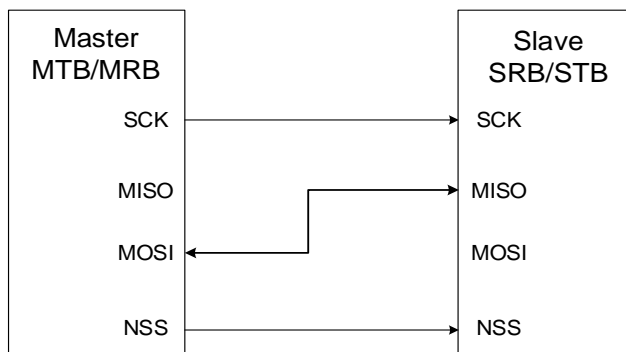 Master
MTB/MRB
SCK
MISO
MOSI
NSS
Slave
SRB/STB
SCK
MISO
MOSI
NSS